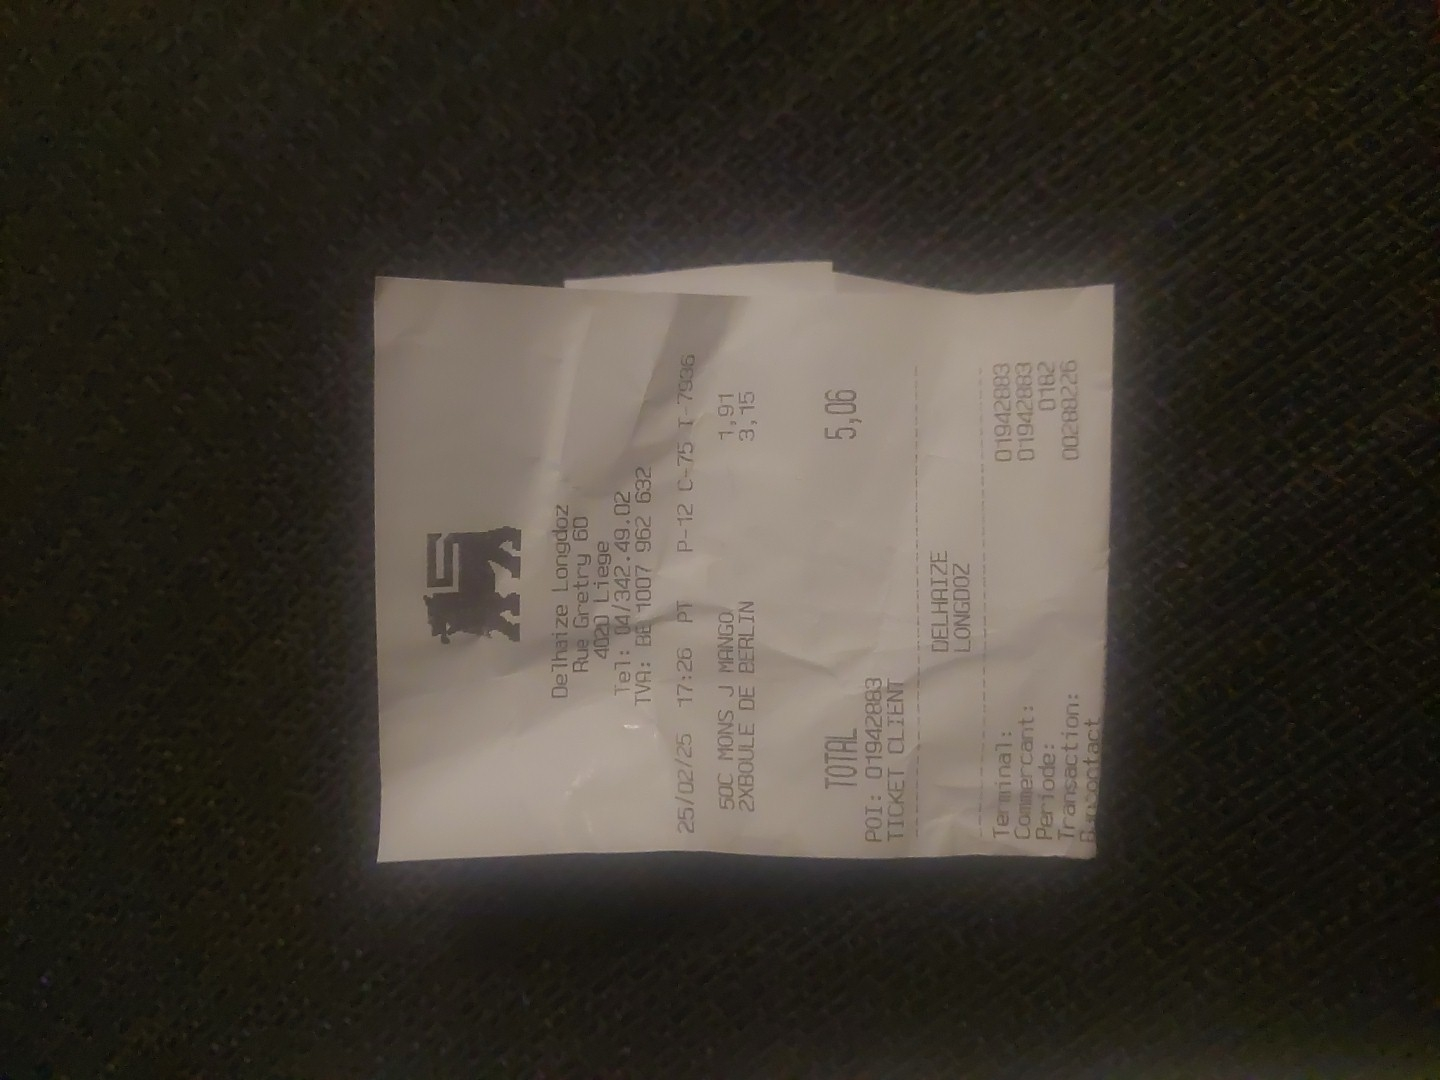 Delhaize Longdoz
Rue Gretry 60
4020 Liege
Tel: 04/342.49.02
TVA: BE 1007 962 632
25/02/25 17:26 PT P-12 C-75 I-7936
50C MONS J MANGO 1,91
2XBOULE DE BERLIN 3,15
TOTAL 5,06
POI: 01942883
TICKET CLIENT
DELHAIZE
LONGDOZ
Terminal: 01942883
Commercant: 01942883
Periode: 0182
Transaction: 00288226
Bancontact